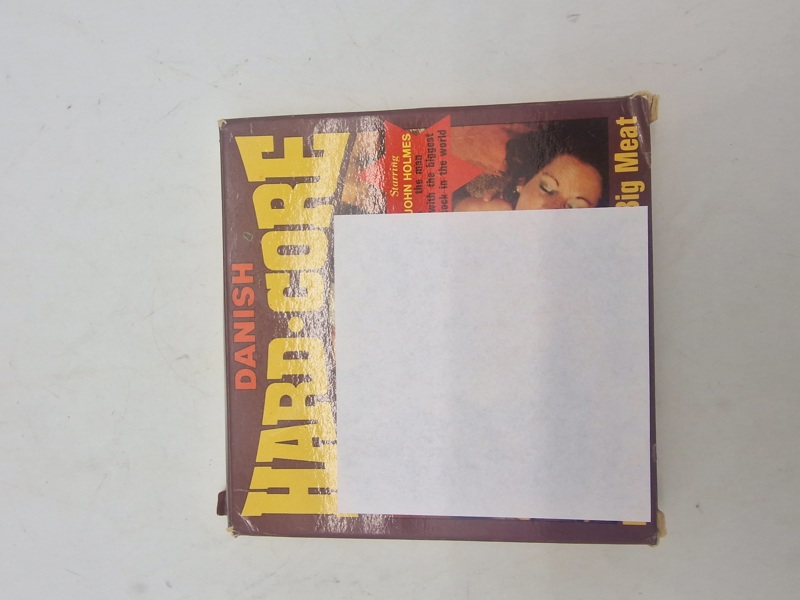 DANISH
HARD·CORE
Starring
JOHN HOLMES
the man
with the biggest
cock in the world
Big Meat